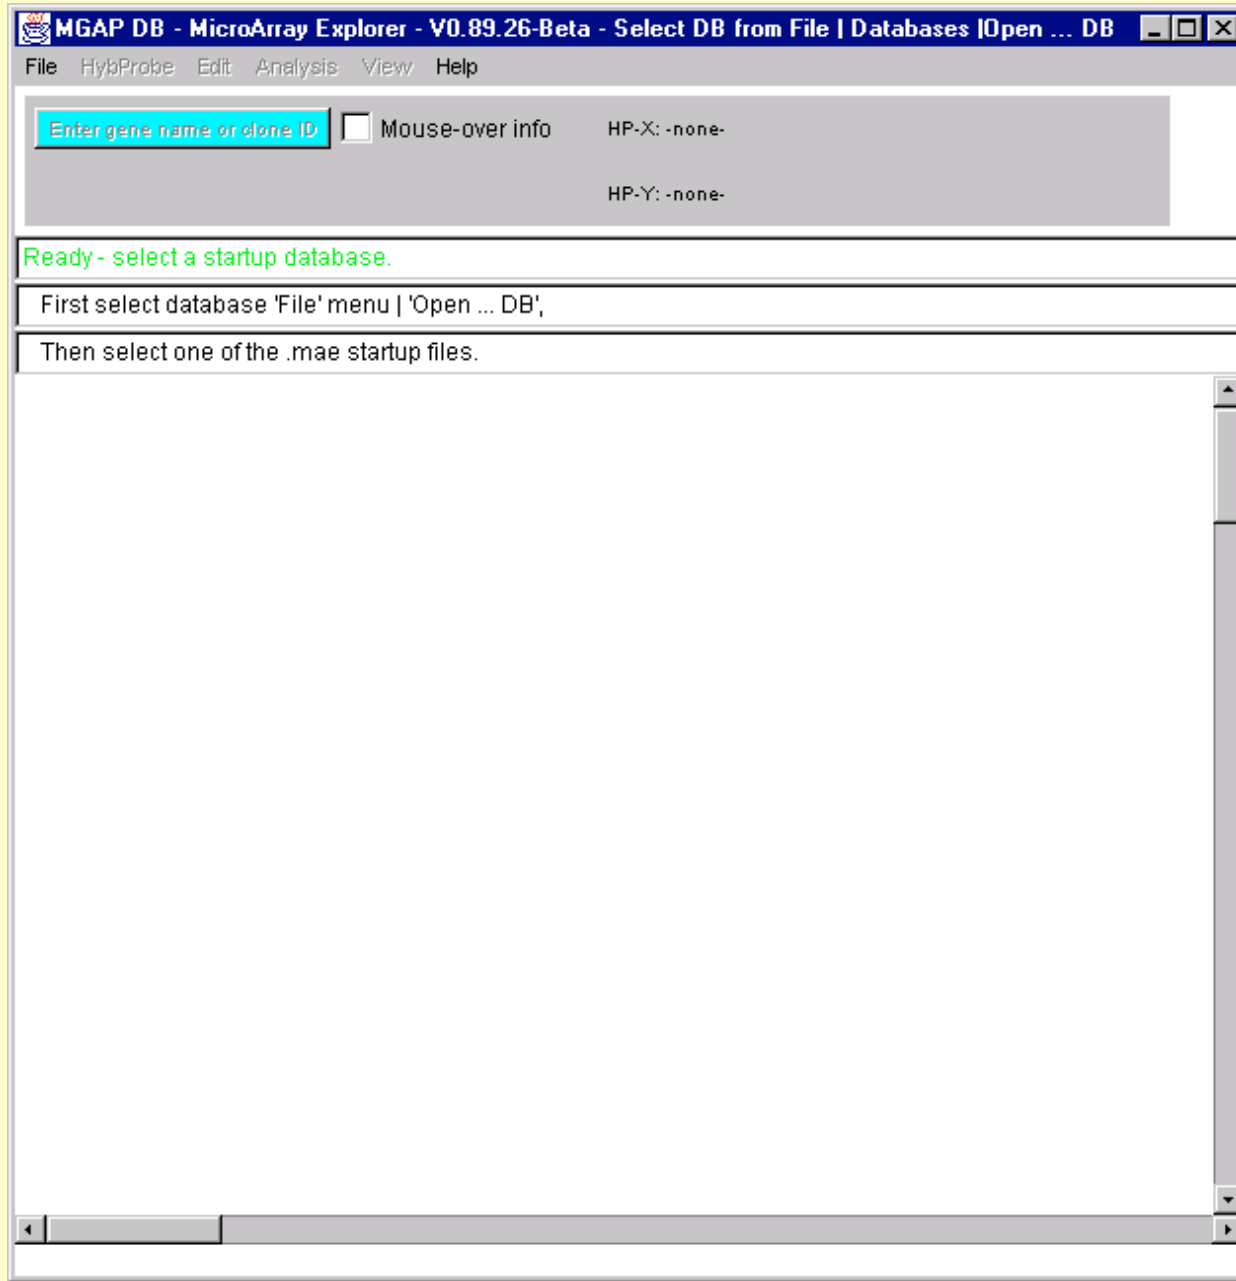 MGAP DB - MicroArray Explorer - V0.89.26-Beta - Select DB from File | Databases |Open ... DB
File HybProbe Edit Analysis View Help
Enter gene name or clone ID Mouse-over info HP-X: -none-
HP-Y: -none-
Ready - select a startup database.
First select database 'File' menu | 'Open ... DB',
Then select one of the .mae startup files.